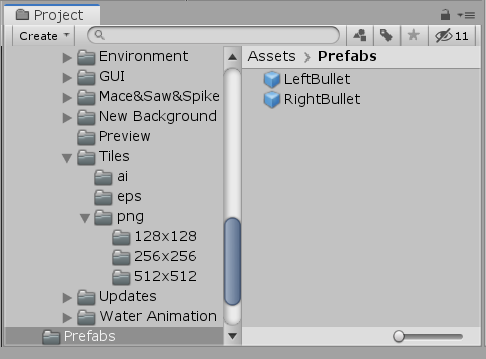 Project
Create
11
Environment
GUI
Mace&Saw&Spike
New Background
Preview
Tiles
ai
eps
png
128x128
256x256
512x512
Updates
Water Animation
Prefabs
Assets > Prefabs
LeftBullet
RightBullet